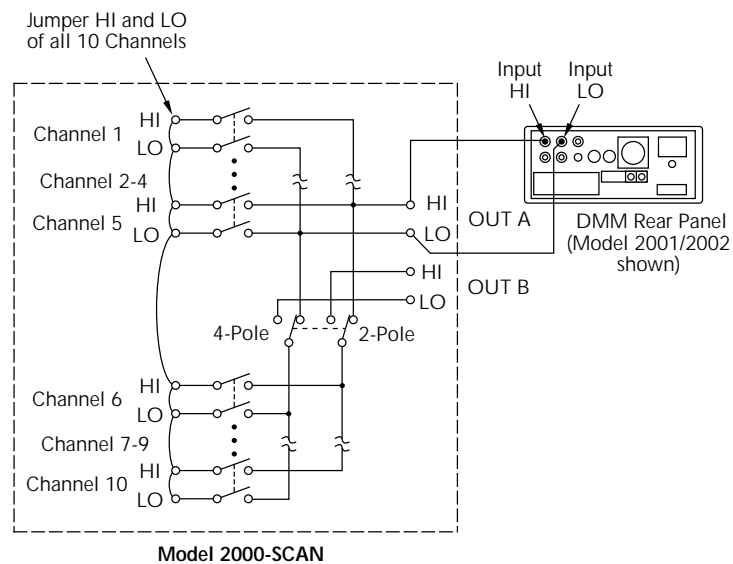 Jumper HI and LO
of all 10 Channels
Input
HI
Input
LO
Channel 1
HI
LO
Channel 2-4
Channel 5
HI
LO
HI
LO
OUT A
HI
LO
OUT B
DMM Rear Panel
(Model 2001/2002
shown)
4-Pole
2-Pole
Channel 6
HI
LO
Channel 7-9
Channel 10
HI
LO
Model 2000-SCAN